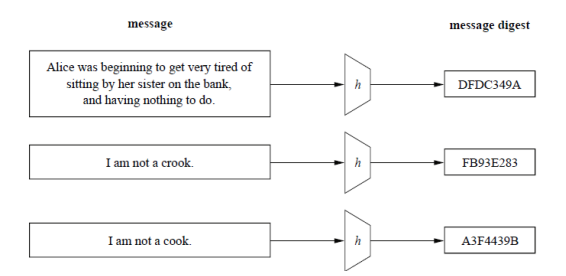 message
message digest
Alice was beginning to get very tired of
sitting by her sister on the bank,
and having nothing to do.
h
DFDC349A
I am not a crook.
h
FB93E283
I am not a cook.
h
A3F4439B